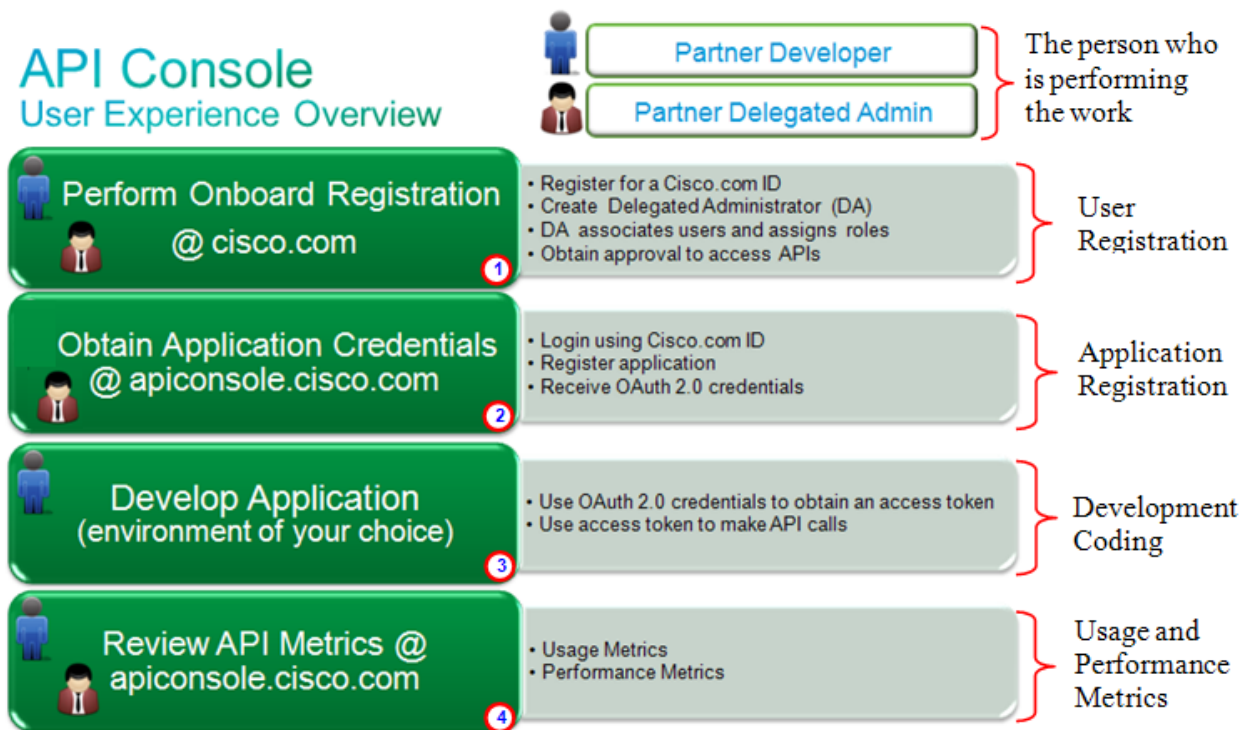 API Console
User Experience Overview
Partner Developer
Partner Delegated Admin
The person who
is performing
the work
Perform Onboard Registration
@ cisco.com
1
• Register for a Cisco.com ID
• Create Delegated Administrator (DA)
• DA associates users and assigns roles
• Obtain approval to access APIs
User
Registration
Obtain Application Credentials
@ apiconsole.cisco.com
2
• Login using Cisco.com ID
• Register application
• Receive OAuth 2.0 credentials
Application
Registration
Develop Application
(environment of your choice)
3
• Use OAuth 2.0 credentials to obtain an access token
• Use access token to make API calls
Development
Coding
Review API Metrics @
apiconsole.cisco.com
4
• Usage Metrics
• Performance Metrics
Usage and
Performance
Metrics